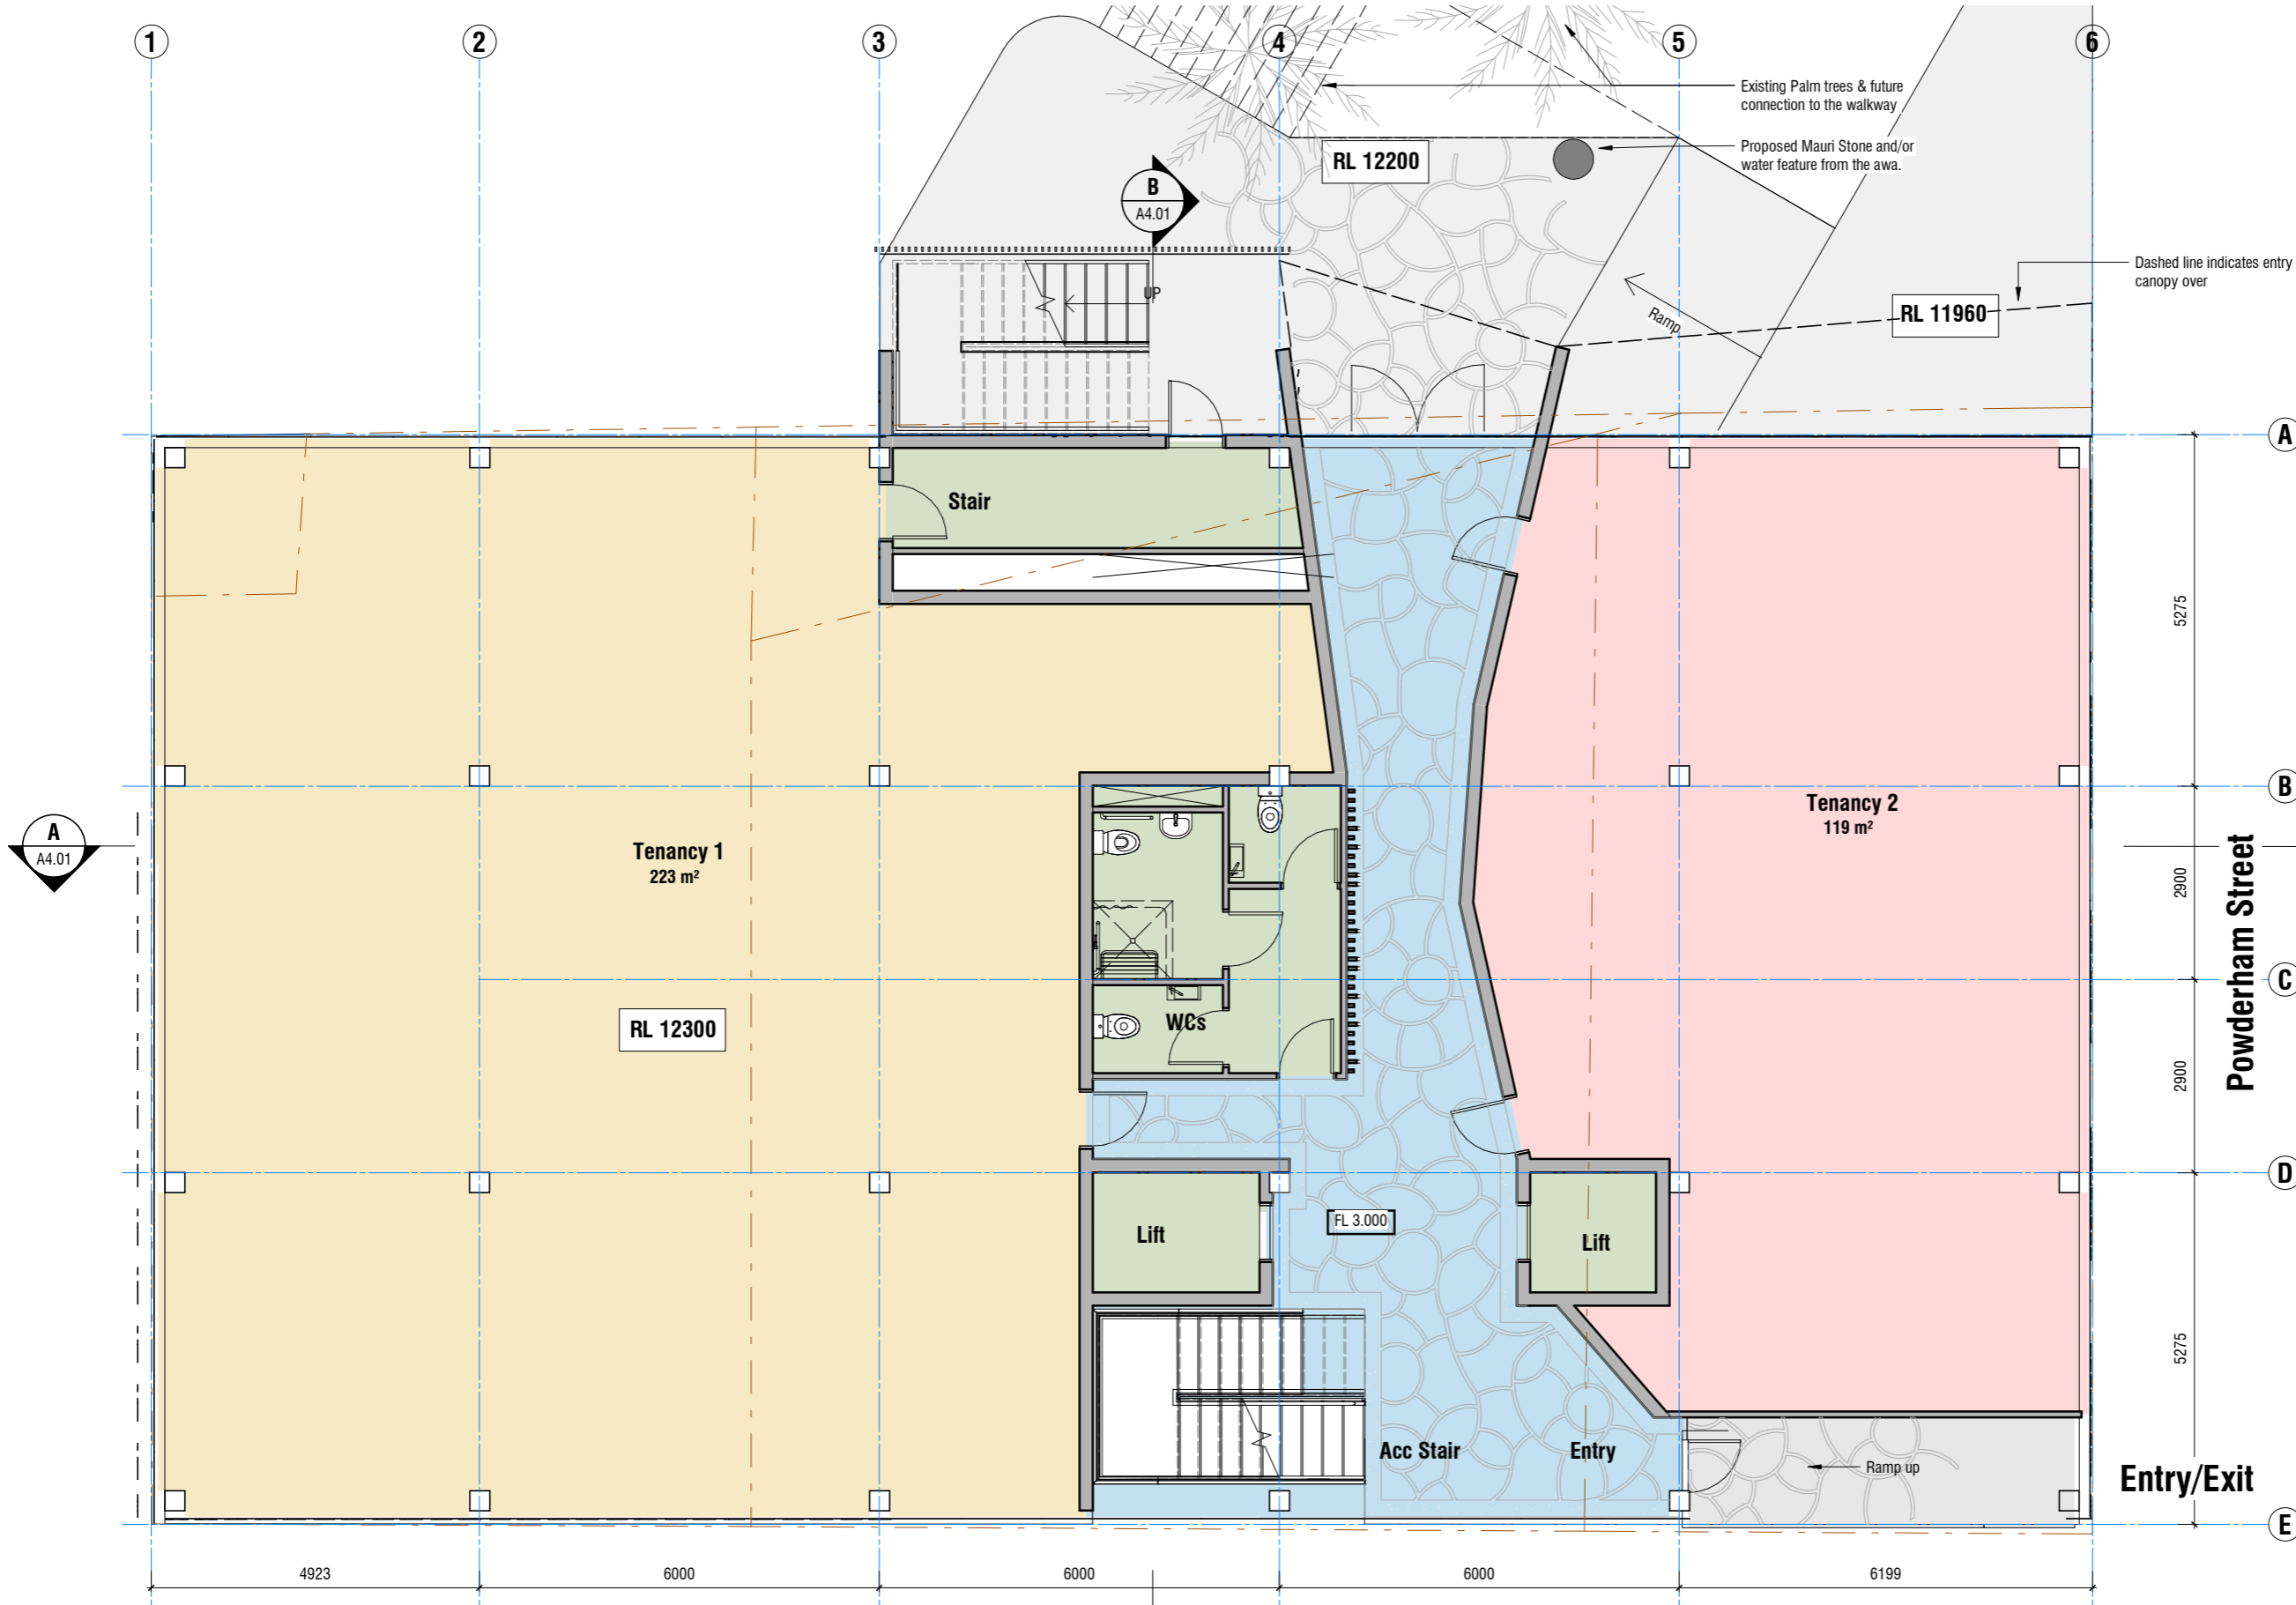 1
2
3
4
5
6
Existing Palm trees & future
connection to the walkway
Proposed Mauri Stone and/or
water feature from the awa.
RL 12200
B
A4.01
Dashed line indicates entry
canopy over
RL 11960
UP
Ramp
A
Stair
5275
B
Tenancy 2
119 m²
A
A4.01
Tenancy 1
223 m²
2900
Powderham Street
C
WCs
RL 12300
2900
D
FL 3.000
Lift
Lift
5275
Acc Stair
Entry
Ramp up
Entry/Exit
E
4923
6000
6000
6000
6199